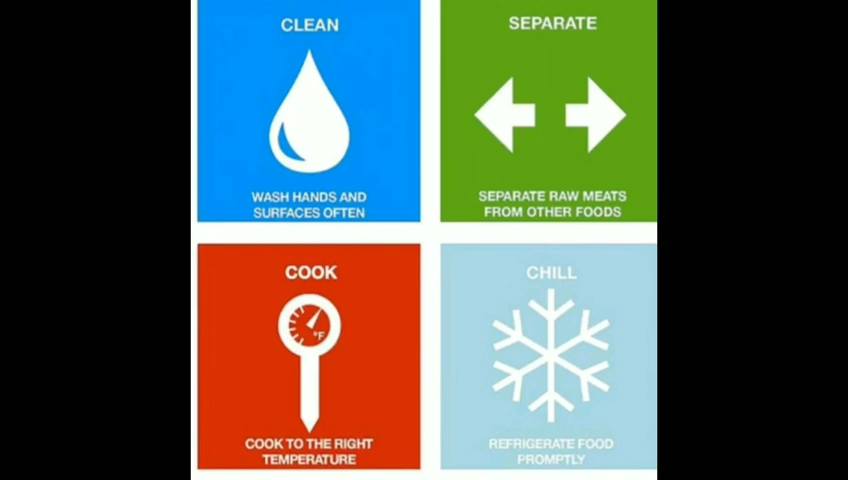 CLEAN
WASH HANDS AND
SURFACES OFTEN
SEPARATE
SEPARATE RAW MEATS
FROM OTHER FOODS
COOK
°F
COOK TO THE RIGHT
TEMPERATURE
CHILL
REFRIGERATE FOOD
PROMPTLY